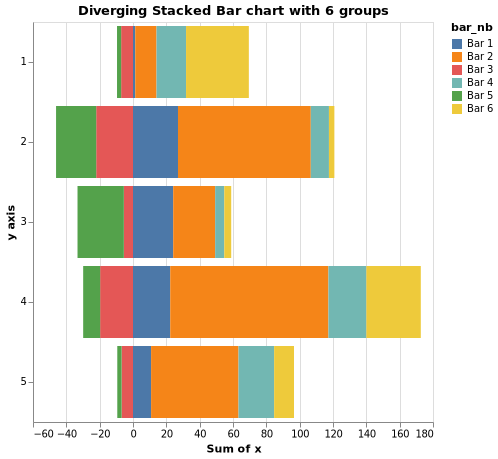 Diverging Stacked Bar chart with 6 groups
bar_nb
Bar 1
Bar 2
Bar 3
Bar 4
Bar 5
Bar 6
y axis
1
2
3
4
5
−60 −40 −20 0 20 40 60 80 100 120 140 160 180
Sum of x